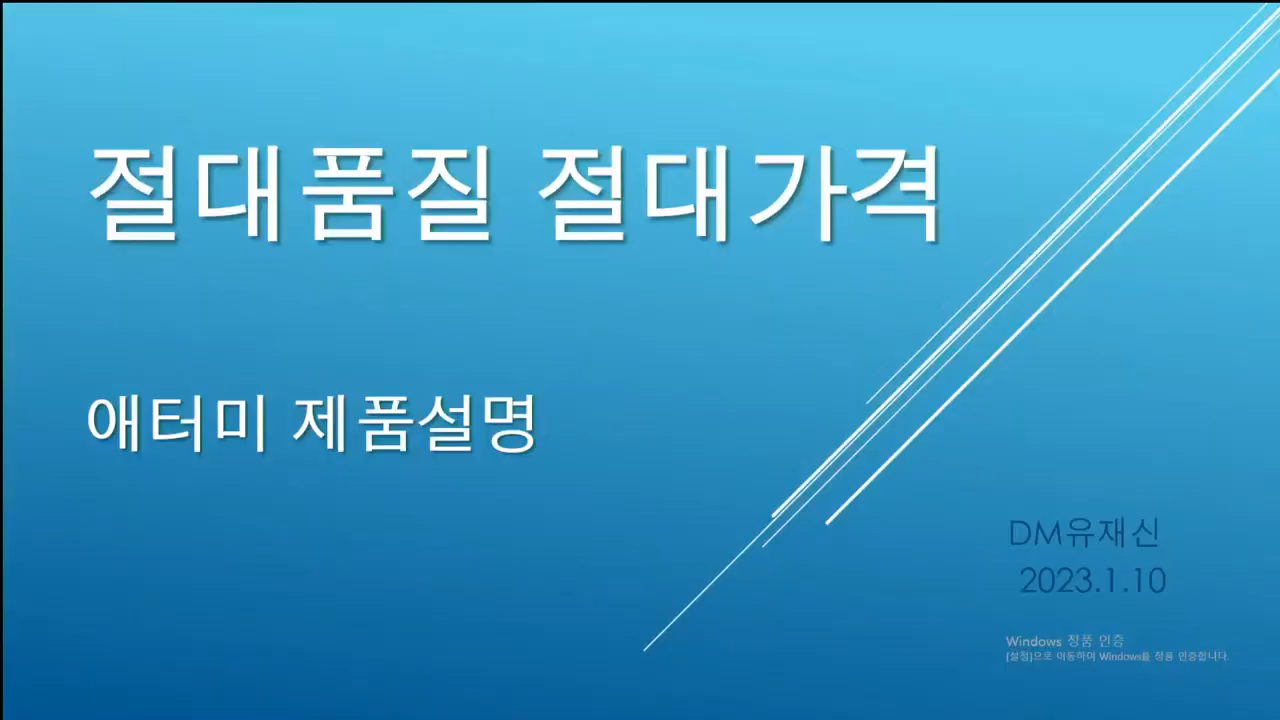 절대품질 절대가격
애터미 제품설명
DM유재신
2023.1.10
Windows 정품 인증
[설정]으로 이동하여 Windows를 정품 인증합니다.